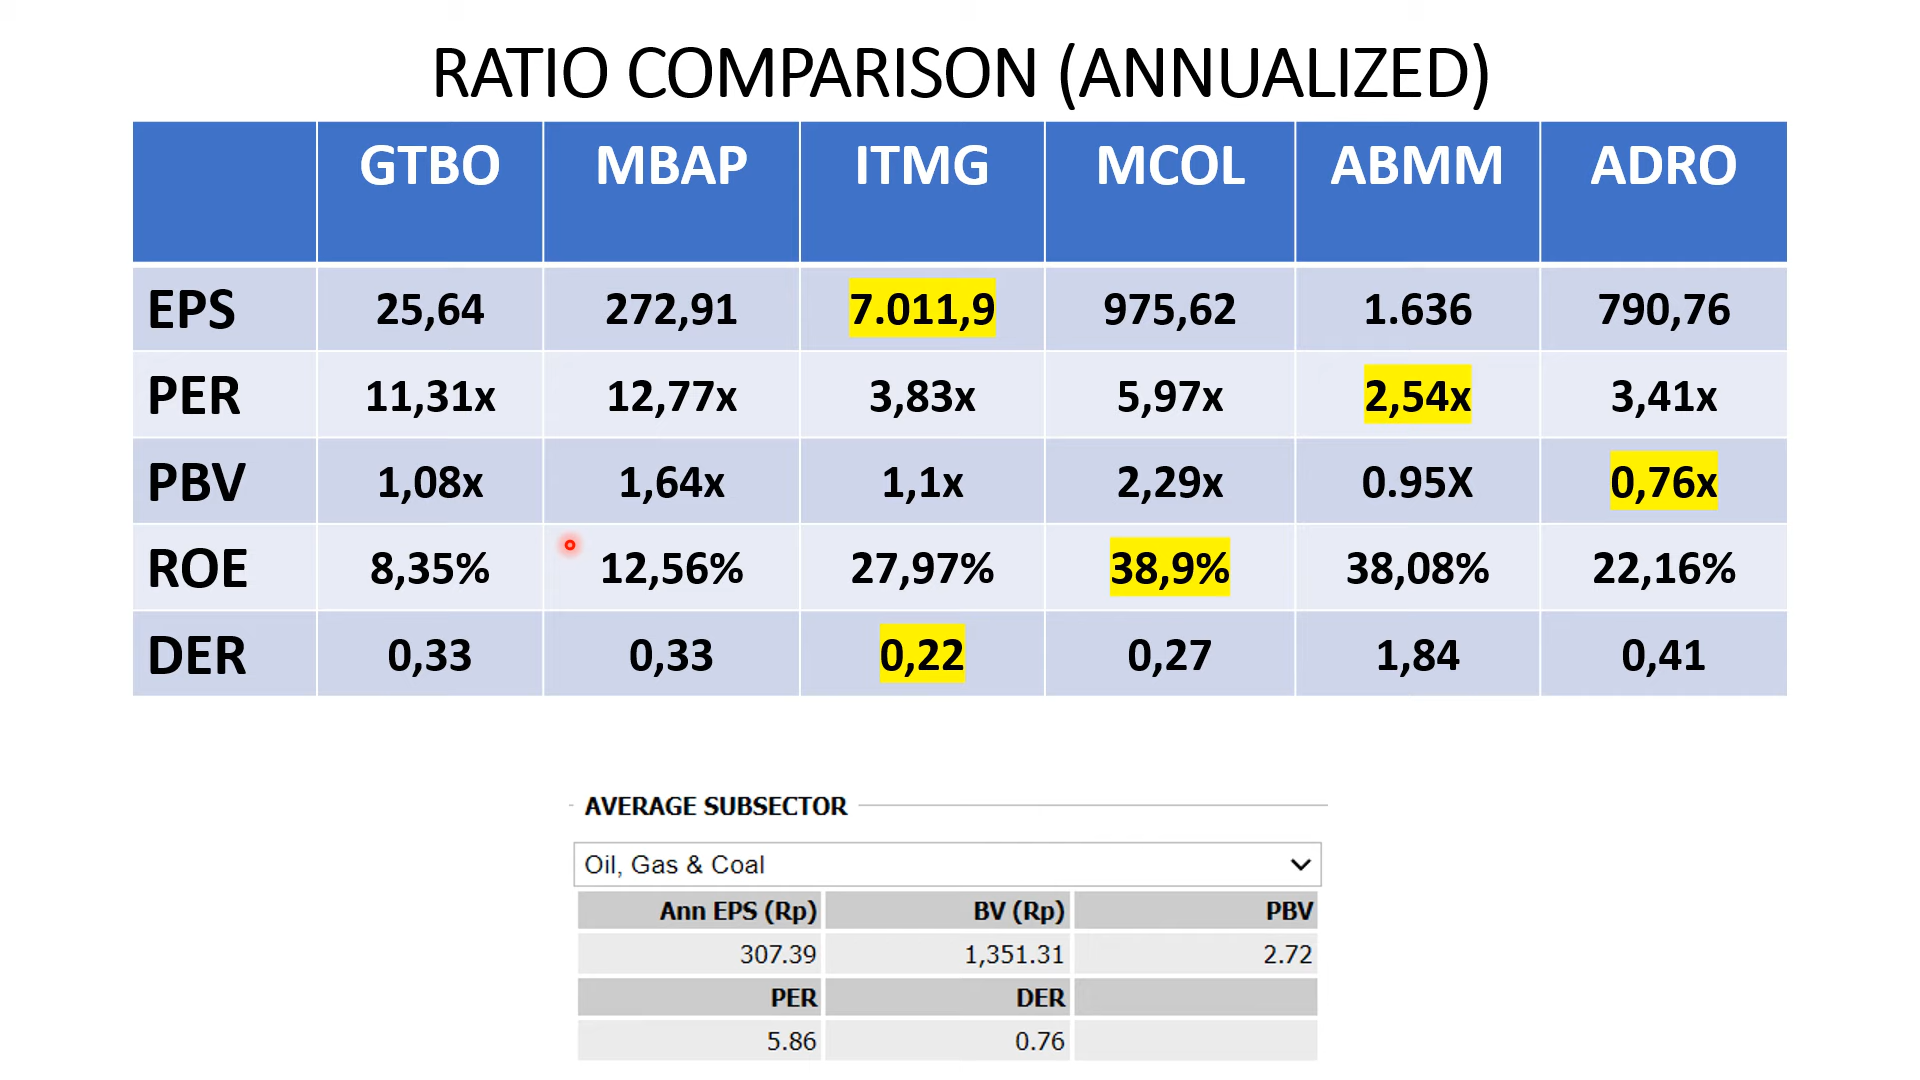 RATIO COMPARISON (ANNUALIZED)
GTBO MBAP ITMG MCOL ABMM ADRO
EPS 25,64 272,91 7.011,9 975,62 1.636 790,76
PER 11,31x 12,77x 3,83x 5,97x 2,54x 3,41x
PBV 1,08x 1,64x 1,1x 2,29x 0.95X 0,76x
ROE 8,35% 12,56% 27,97% 38,9% 38,08% 22,16%
DER 0,33 0,33 0,22 0,27 1,84 0,41
AVERAGE SUBSECTOR
Oil, Gas & Coal
Ann EPS (Rp) BV (Rp) PBV
307.39 1,351.31 2.72
PER DER
5.86 0.76